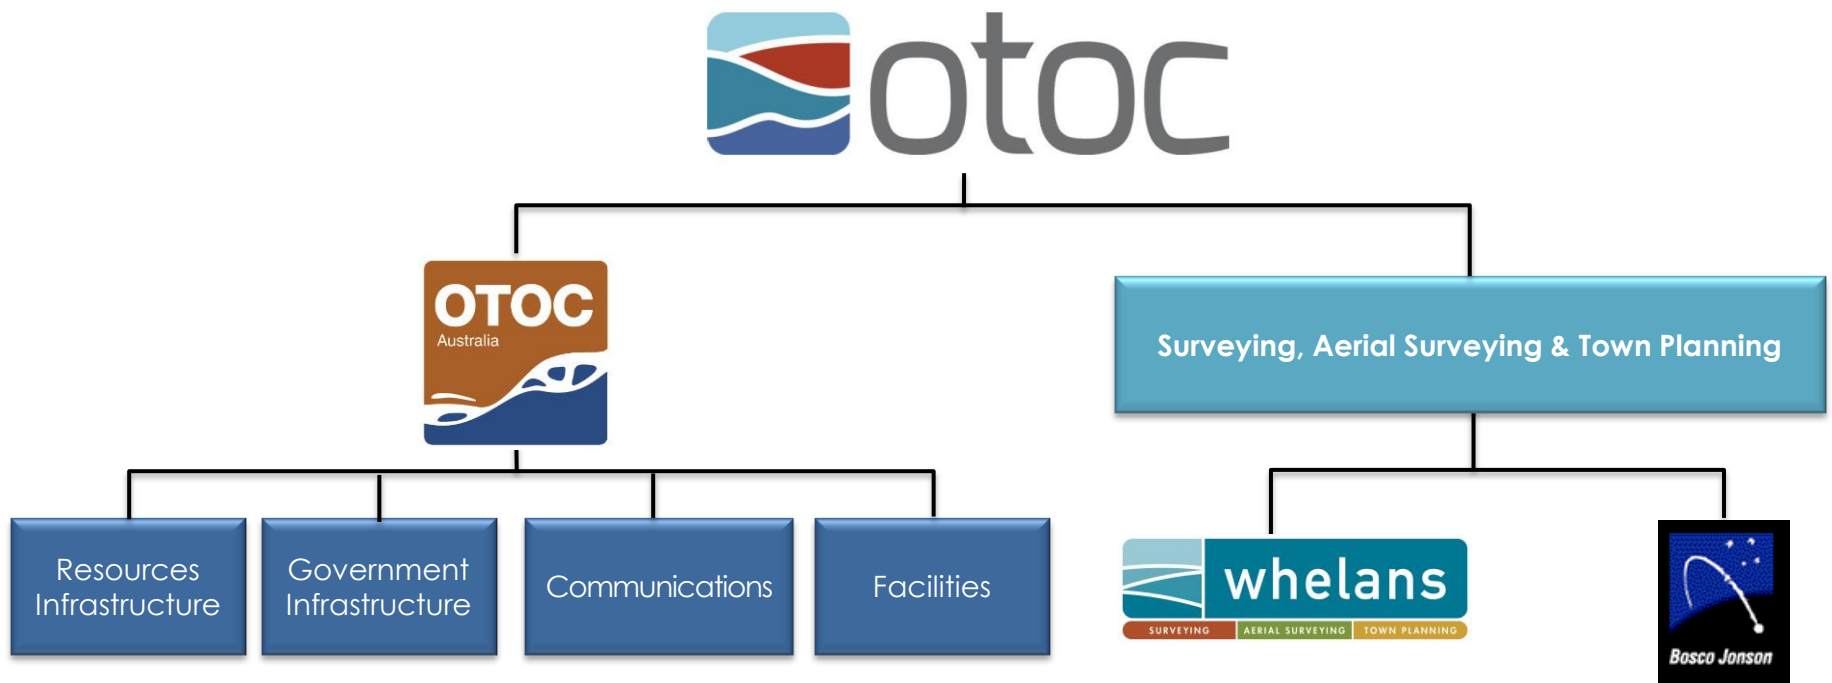 otoc
OTOC
Australia
Surveying, Aerial Surveying & Town Planning
Resources
Infrastructure
Government
Infrastructure
Communications
Facilities
whelans
SURVEYING AERIAL SURVEYING TOWN PLANNING
Bosco Jonson